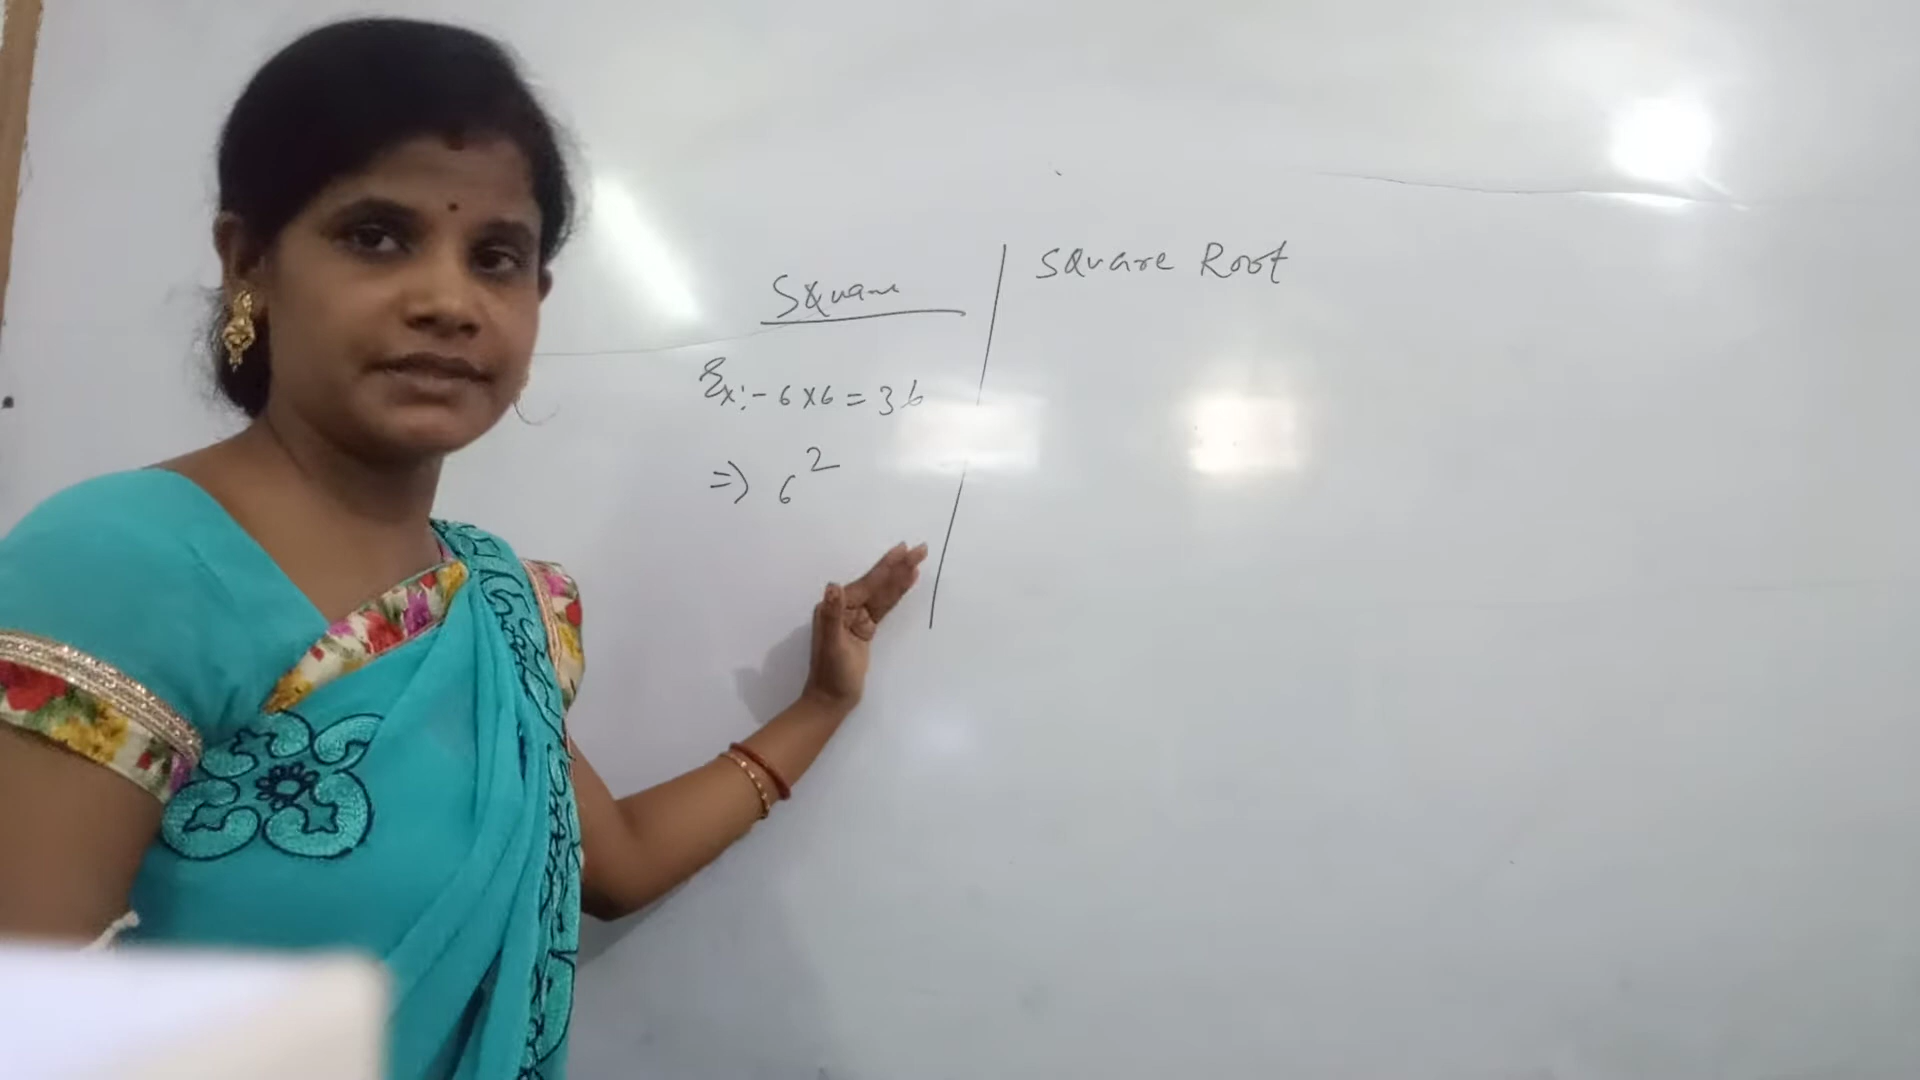 Square
Ex:- 6x6 = 36
=> 6²
Square Root